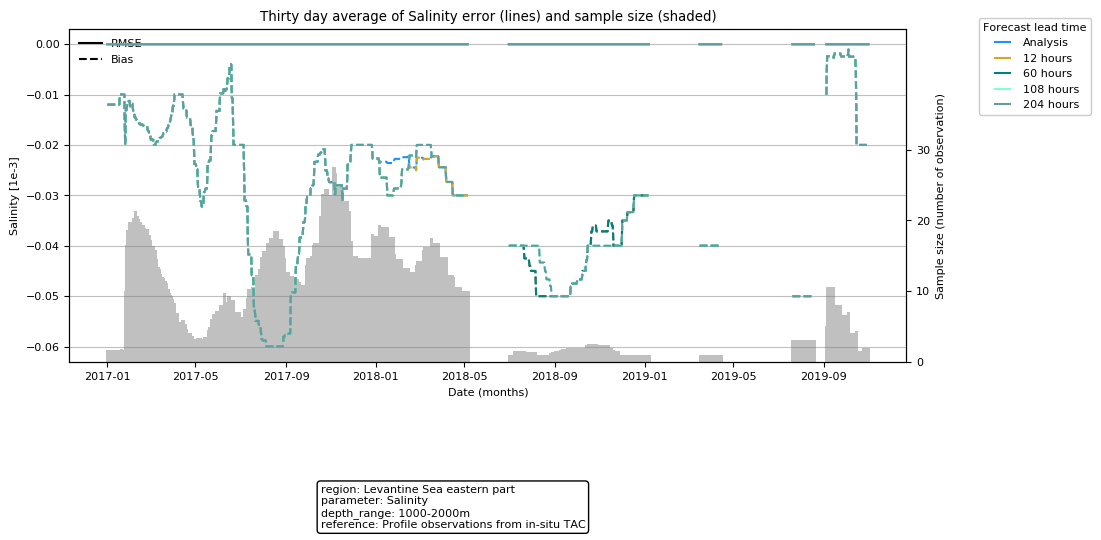 Thirty day average of Salinity error (lines) and sample size (shaded)
Forecast lead time
Analysis
12 hours
60 hours
108 hours
204 hours
RMSE
Bias
0.00
−0.01
−0.02
−0.03
−0.04
−0.05
−0.06
Salinity [1e-3]
30
20
10
0
Sample size (number of observation)
2017-01 2017-05 2017-09 2018-01 2018-05 2018-09 2019-01 2019-05 2019-09
Date (months)
region: Levantine Sea eastern part
parameter: Salinity
depth_range: 1000-2000m
reference: Profile observations from in-situ TAC